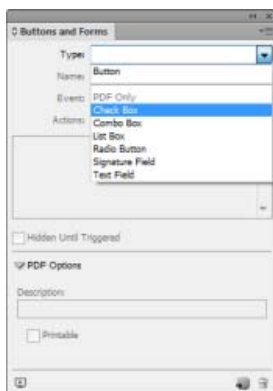 Buttons and Forms
Type:
Name:
Button
Event:
PDF Only
Check Box
Actions:
Combo Box
List Box
Radio Button
Signature Field
Text Field
Hidden Until Triggered
PDF Options
Description:
Printable